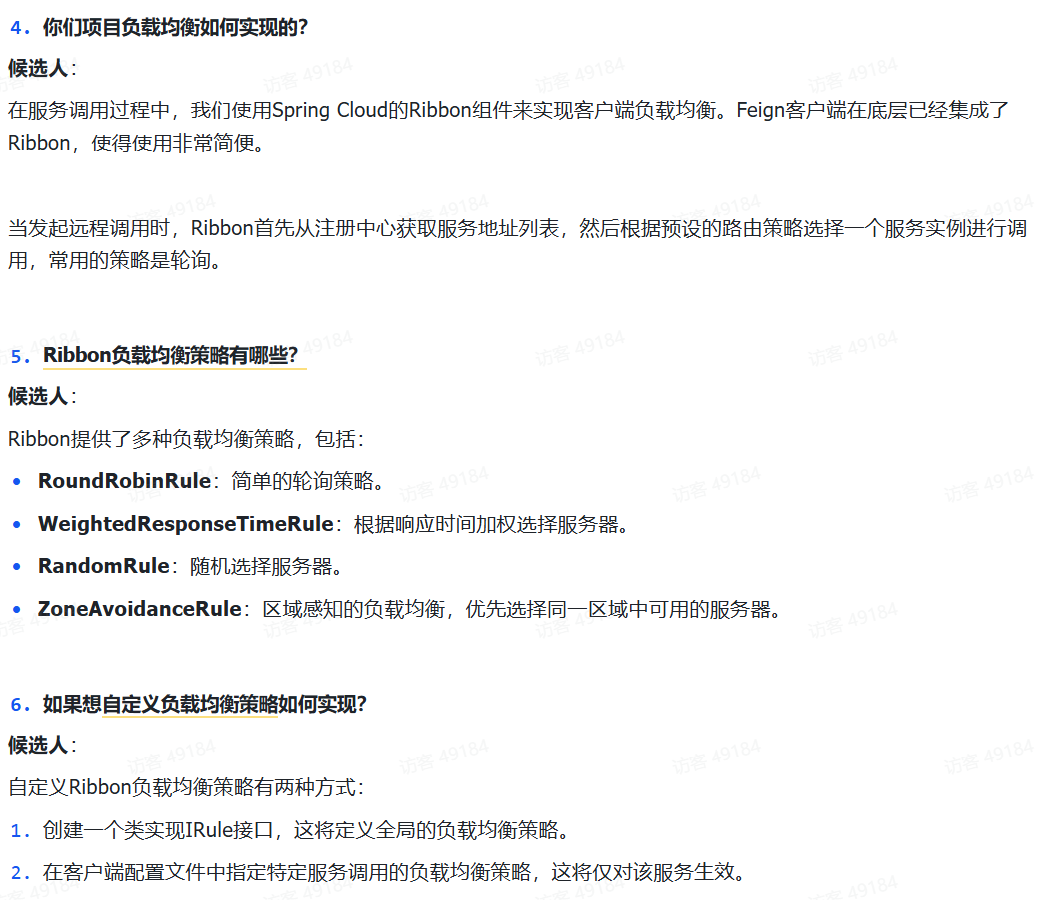 4. 你们项目负载均衡如何实现的？
候选人：
在服务调用过程中，我们使用Spring Cloud的Ribbon组件来实现客户端负载均衡。Feign客户端在底层已经集成了
Ribbon，使得使用非常简便。
当发起远程调用时，Ribbon首先从注册中心获取服务地址列表，然后根据预设的路由策略选择一个服务实例进行调
用，常用的策略是轮询。
5. Ribbon负载均衡策略有哪些？
候选人：
Ribbon提供了多种负载均衡策略，包括：
• RoundRobinRule：简单的轮询策略。
• WeightedResponseTimeRule：根据响应时间加权选择服务器。
• RandomRule：随机选择服务器。
• ZoneAvoidanceRule：区域感知的负载均衡，优先选择同一区域中可用的服务器。
6. 如果想自定义负载均衡策略如何实现？
候选人：
自定义Ribbon负载均衡策略有两种方式：
1. 创建一个类实现IRule接口，这将定义全局的负载均衡策略。
2. 在客户端配置文件中指定特定服务调用的负载均衡策略，这将仅对该服务生效。
访客 49184